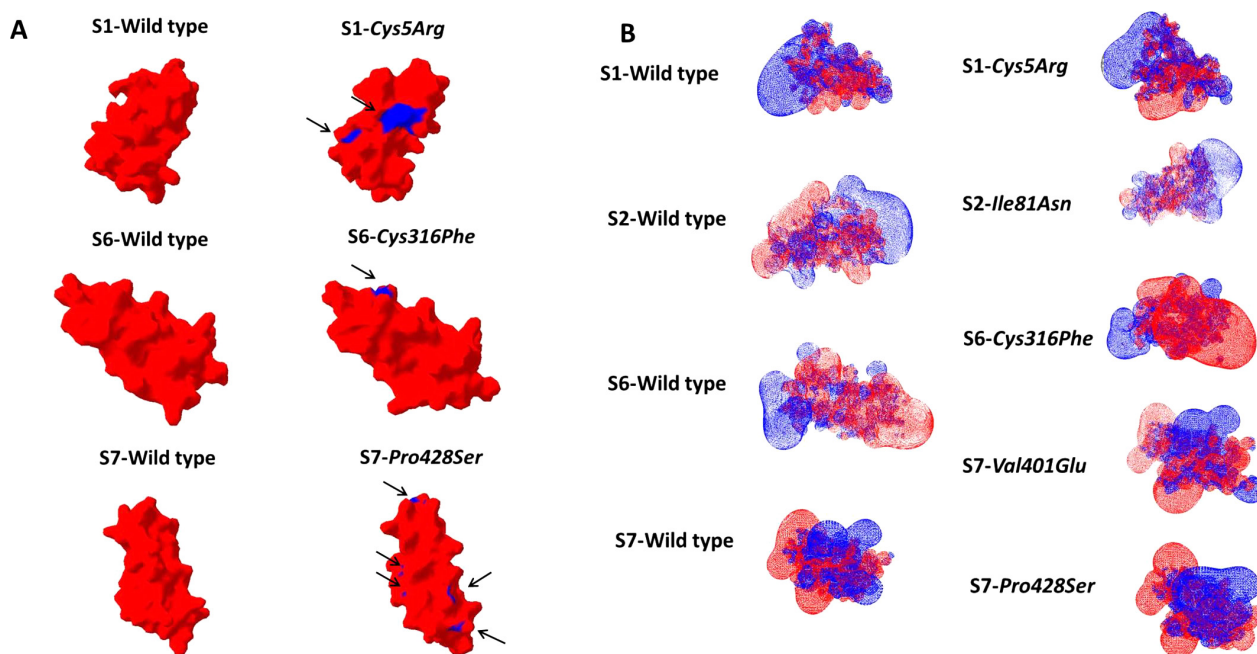 A
S1-Wild type
S1-Cys5Arg
S6-Wild type
S6-Cys316Phe
S7-Wild type
S7-Pro428Ser
B
S1-Wild type
S1-Cys5Arg
S2-Wild type
S2-Ile81Asn
S6-Wild type
S6-Cys316Phe
S7-Wild type
S7-Val401Glu
S7-Pro428Ser